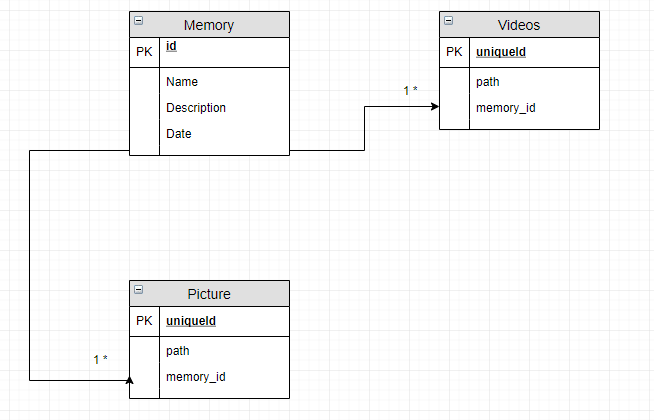 Memory
PK id
Name
Description
Date
Videos
PK uniqueId
path
memory_id
1 *
Picture
PK uniqueId
path
memory_id
1 *